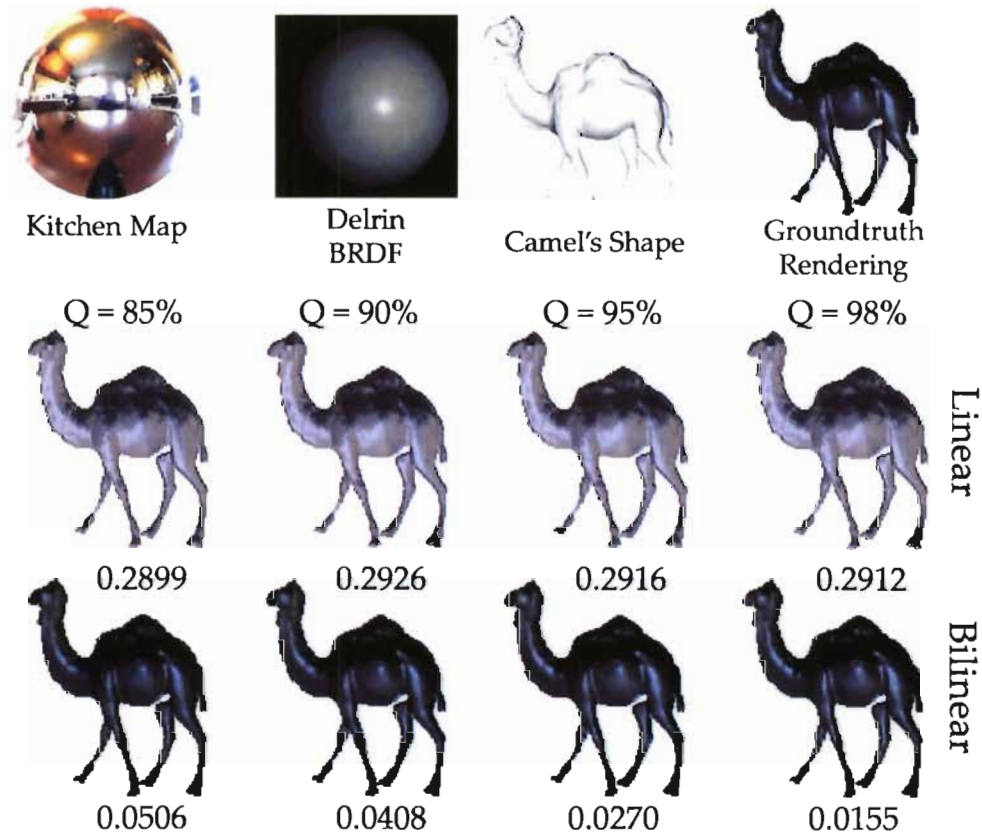 Kitchen Map
Delrin
BRDF
Camel's Shape
Groundtruth
Rendering
Q = 85%
Q = 90%
Q = 95%
Q = 98%
Linear
0.2899
0.2926
0.2916
0.2912
Bilinear
0.0506
0.0408
0.0270
0.0155